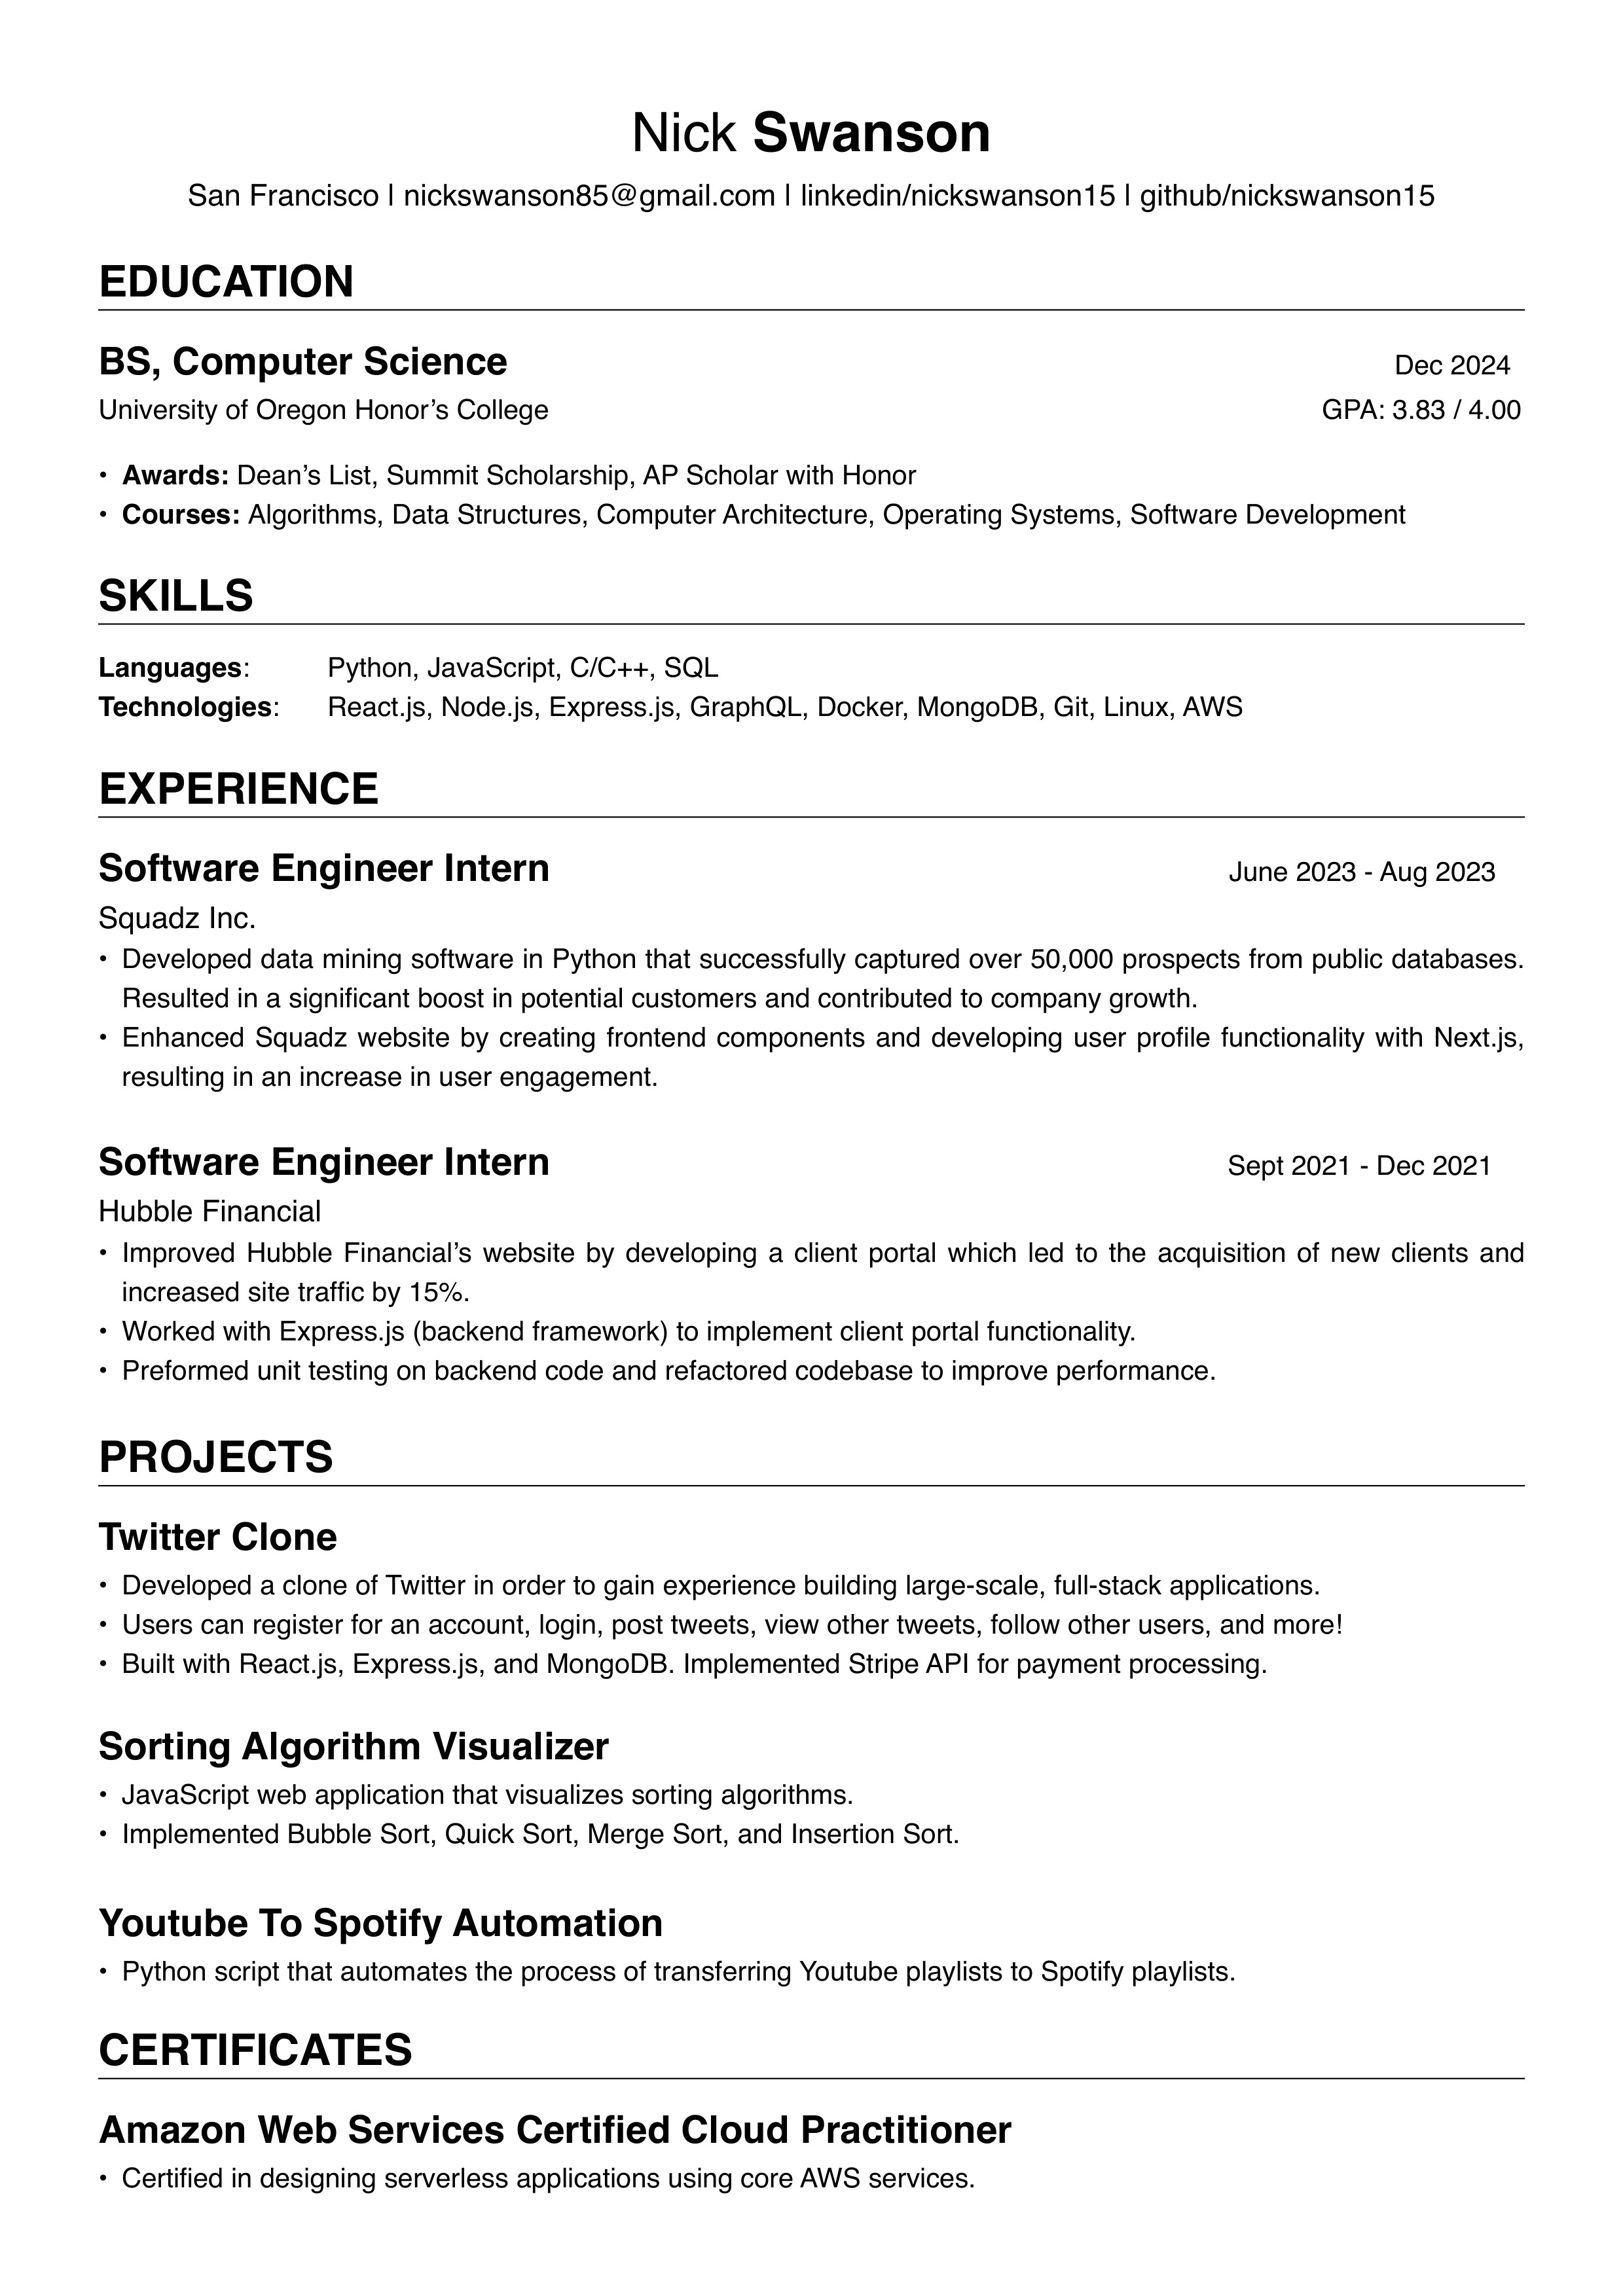 Nick Swanson
San Francisco | nickswanson85@gmail.com | linkedin/nickswanson15 | github/nickswanson15
EDUCATION
BS, Computer Science Dec 2024
University of Oregon Honor’s College GPA: 3.83 / 4.00
• Awards: Dean’s List, Summit Scholarship, AP Scholar with Honor
• Courses: Algorithms, Data Structures, Computer Architecture, Operating Systems, Software Development
SKILLS
Languages: Python, JavaScript, C/C++, SQL
Technologies: React.js, Node.js, Express.js, GraphQL, Docker, MongoDB, Git, Linux, AWS
EXPERIENCE
Software Engineer Intern June 2023 - Aug 2023
Squadz Inc.
• Developed data mining software in Python that successfully captured over 50,000 prospects from public databases.
Resulted in a significant boost in potential customers and contributed to company growth.
• Enhanced Squadz website by creating frontend components and developing user profile functionality with Next.js,
resulting in an increase in user engagement.
Software Engineer Intern Sept 2021 - Dec 2021
Hubble Financial
• Improved Hubble Financial’s website by developing a client portal which led to the acquisition of new clients and
increased site traffic by 15%.
• Worked with Express.js (backend framework) to implement client portal functionality.
• Preformed unit testing on backend code and refactored codebase to improve performance.
PROJECTS
Twitter Clone
• Developed a clone of Twitter in order to gain experience building large-scale, full-stack applications.
• Users can register for an account, login, post tweets, view other tweets, follow other users, and more!
• Built with React.js, Express.js, and MongoDB. Implemented Stripe API for payment processing.
Sorting Algorithm Visualizer
• JavaScript web application that visualizes sorting algorithms.
• Implemented Bubble Sort, Quick Sort, Merge Sort, and Insertion Sort.
Youtube To Spotify Automation
• Python script that automates the process of transferring Youtube playlists to Spotify playlists.
CERTIFICATES
Amazon Web Services Certified Cloud Practitioner
• Certified in designing serverless applications using core AWS services.